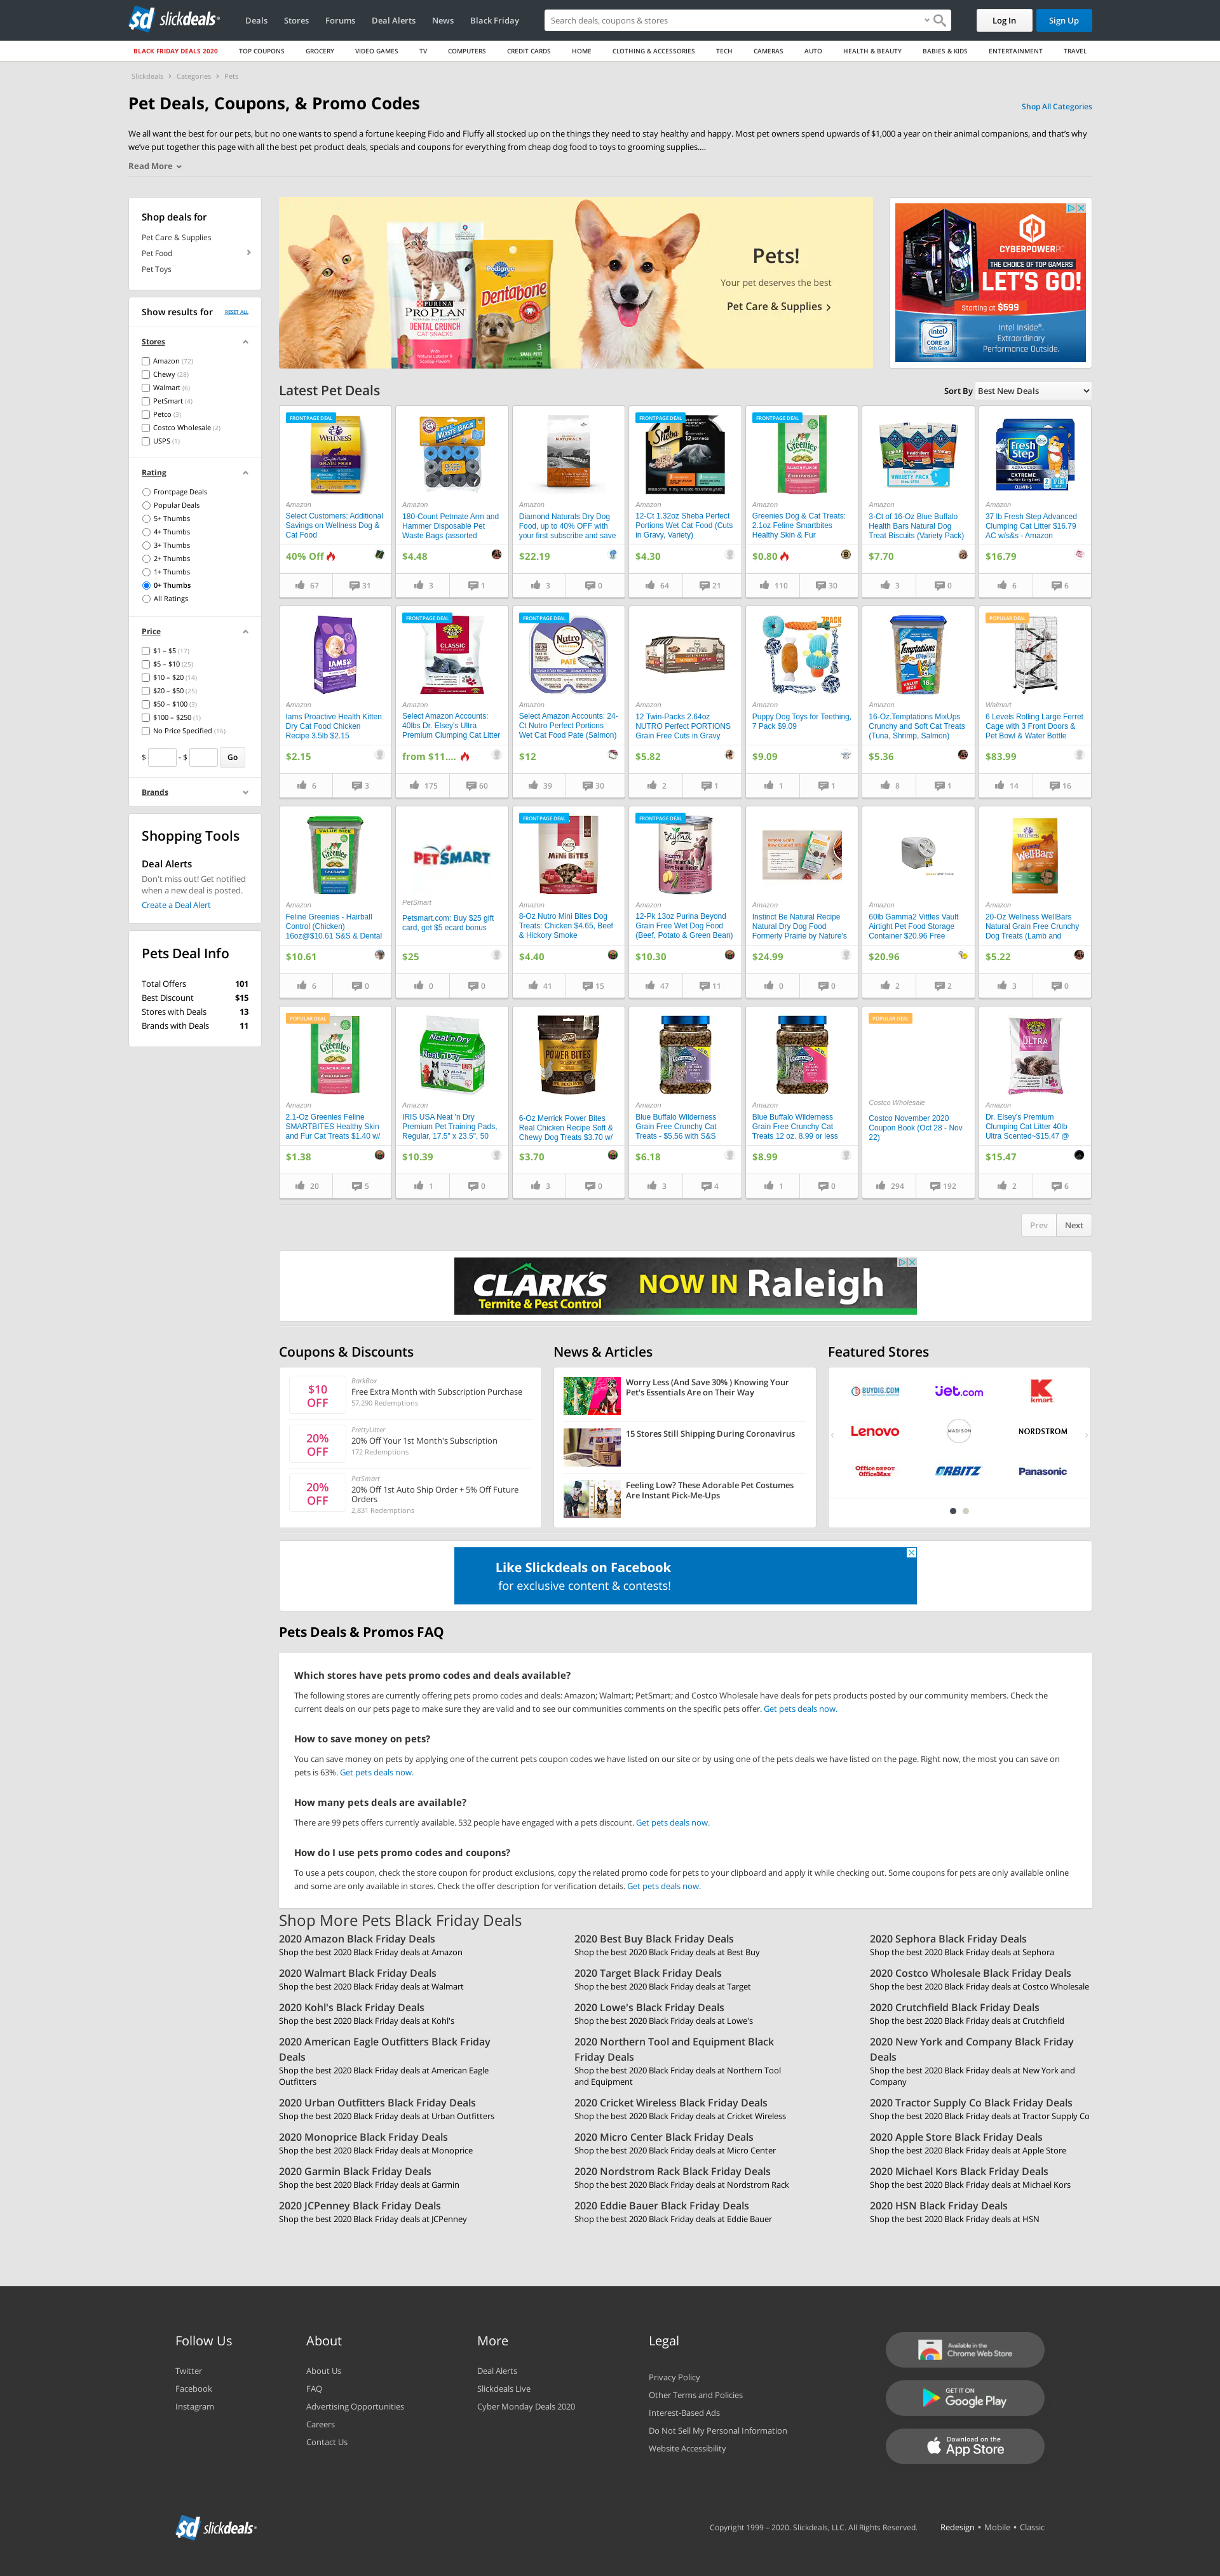 sd slickdeals
Deals Stores Forums Deal Alerts News Black Friday
Search deals, coupons & stores
Log In Sign Up
BLACK FRIDAY DEALS 2020 TOP COUPONS GROCERY VIDEO GAMES TV COMPUTERS CREDIT CARDS HOME CLOTHING & ACCESSORIES TECH CAMERAS AUTO HEALTH & BEAUTY BABIES & KIDS ENTERTAINMENT TRAVEL
Slickdeals › Categories › Pets
Pet Deals, Coupons, & Promo Codes
Shop All Categories
We all want the best for our pets, but no one wants to spend a fortune keeping Fido and Fluffy all stocked up on the things they need to stay healthy and happy. Most pet owners spend upwards of $1,000 a year on their animal companions, and that's why
we've put together this page with all the best pet product deals, specials and coupons for everything from cheap dog food to toys to grooming supplies....
Read More
Shop deals for
Pet Care & Supplies
Pet Food
Pet Toys
Show results for RESET ALL
Stores
Amazon (72)
Chewy (28)
Walmart (6)
PetSmart (4)
Petco (3)
Costco Wholesale (2)
USPS (1)
Rating
Frontpage Deals
Popular Deals
5+ Thumbs
4+ Thumbs
3+ Thumbs
2+ Thumbs
1+ Thumbs
0+ Thumbs
All Ratings
Price
$1 – $5 (17)
$5 – $10 (25)
$10 – $20 (14)
$20 – $50 (25)
$50 – $100 (3)
$100 – $250 (1)
No Price Specified (16)
$ - $ Go
Brands
Shopping Tools
Deal Alerts
Don't miss out! Get notified
when a new deal is posted.
Create a Deal Alert
Pets Deal Info
Total Offers 101
Best Discount $15
Stores with Deals 13
Brands with Deals 11
PURINA
PRO PLAN
DENTAL CRUNCH
CAT SNACKS
Pedigree
Dentabone
3
SMALL PET
Pets!
Your pet deserves the best
Pet Care & Supplies
CYBERPOWERPC
THE CHOICE OF TOP GAMERS
LET'S GO!
Starting at $599
intel
CORE i9
9th Gen
Intel Inside®.
Extraordinary
Performance Outside.
Latest Pet Deals
Sort By Best New Deals
FRONTPAGE DEAL
Amazon
Select Customers: Additional
Savings on Wellness Dog &
Cat Food
40% Off
67 31
Amazon
180-Count Petmate Arm and
Hammer Disposable Pet
Waste Bags (assorted
$4.48
3 1
Amazon
Diamond Naturals Dry Dog
Food, up to 40% OFF with
your first subscribe and save
$22.19
3 0
FRONTPAGE DEAL
Amazon
12-Ct 1.32oz Sheba Perfect
Portions Wet Cat Food (Cuts
in Gravy, Variety)
$4.30
64 21
FRONTPAGE DEAL
Amazon
Greenies Dog & Cat Treats:
2.1oz Feline Smartbites
Healthy Skin & Fur
$0.80
110 30
Amazon
3-Ct of 16-Oz Blue Buffalo
Health Bars Natural Dog
Treat Biscuits (Variety Pack)
$7.70
3 0
Amazon
37 lb Fresh Step Advanced
Clumping Cat Litter $16.79
AC w/s&s - Amazon
$16.79
6 6
Amazon
Iams Proactive Health Kitten
Dry Cat Food Chicken
Recipe 3.5lb $2.15
$2.15
6 3
FRONTPAGE DEAL
Amazon
Select Amazon Accounts:
40lbs Dr. Elsey's Ultra
Premium Clumping Cat Litter
from $11....
175 60
FRONTPAGE DEAL
Amazon
Select Amazon Accounts: 24-
Ct Nutro Perfect Portions
Wet Cat Food Pate (Salmon)
$12
39 30
Amazon
12 Twin-Packs 2.64oz
NUTRO Perfect PORTIONS
Grain Free Cuts in Gravy
$5.82
2 1
7PACK
Amazon
Puppy Dog Toys for Teething,
7 Pack $9.09
$9.09
1 1
Amazon
16-Oz.Temptations MixUps
Crunchy and Soft Cat Treats
(Tuna, Shrimp, Salmon)
$5.36
8 1
POPULAR DEAL
Walmart
6 Levels Rolling Large Ferret
Cage with 3 Front Doors &
Pet Bowl & Water Bottle
$83.99
14 16
Amazon
Feline Greenies - Hairball
Control (Chicken)
16oz@$10.61 S&S & Dental
$10.61
6 0
PETSMART
PetSmart
Petsmart.com: Buy $25 gift
card, get $5 ecard bonus
$25
0 0
FRONTPAGE DEAL
Amazon
8-Oz Nutro Mini Bites Dog
Treats: Chicken $4.65, Beef
& Hickory Smoke
$4.40
41 15
FRONTPAGE DEAL
Amazon
12-Pk 13oz Purina Beyond
Grain Free Wet Dog Food
(Beef, Potato & Green Bean)
$10.30
47 11
Amazon
Instinct Be Natural Recipe
Natural Dry Dog Food
Formerly Prairie by Nature's
$24.99
0 0
Amazon
60lb Gamma2 Vittles Vault
Airtight Pet Food Storage
Container $20.96 Free
$20.96
2 2
Amazon
20-Oz Wellness WellBars
Natural Grain Free Crunchy
Dog Treats (Lamb and
$5.22
3 0
POPULAR DEAL
Amazon
2.1-Oz Greenies Feline
SMARTBITES Healthy Skin
and Fur Cat Treats $1.40 w/
$1.38
20 5
Amazon
IRIS USA Neat 'n Dry
Premium Pet Training Pads,
Regular, 17.5" x 23.5", 50
$10.39
1 0
Amazon
6-Oz Merrick Power Bites
Real Chicken Recipe Soft &
Chewy Dog Treats $3.70 w/
$3.70
3 0
Amazon
Blue Buffalo Wilderness
Grain Free Crunchy Cat
Treats - $5.56 with S&S
$6.18
3 4
Amazon
Blue Buffalo Wilderness
Grain Free Crunchy Cat
Treats 12 oz. 8.99 or less
$8.99
1 0
POPULAR DEAL
Costco Wholesale
Costco November 2020
Coupon Book (Oct 28 - Nov
22)
294 192
Amazon
Dr. Elsey's Premium
Clumping Cat Litter 40lb
Ultra Scented~$15.47 @
$15.47
2 6
Prev Next
CLARK'S
Termite & Pest Control
NOW IN Raleigh
Coupons & Discounts
$10
OFF
BarkBox
Free Extra Month with Subscription Purchase
57,290 Redemptions
20%
OFF
PrettyLitter
20% Off Your 1st Month's Subscription
172 Redemptions
20%
OFF
PetSmart
20% Off 1st Auto Ship Order + 5% Off Future
Orders
2,831 Redemptions
News & Articles
Worry Less (And Save 30% ) Knowing Your
Pet's Essentials Are on Their Way
15 Stores Still Shipping During Coronavirus
Feeling Low? These Adorable Pet Costumes
Are Instant Pick-Me-Ups
Featured Stores
BUYDIG.COM jet.com kmart
Lenovo MADISON NORDSTROM
Office DEPOT
OfficeMax
ORBITZ Panasonic
Like Slickdeals on Facebook
for exclusive content & contests!
Pets Deals & Promos FAQ
Which stores have pets promo codes and deals available?
The following stores are currently offering pets promo codes and deals: Amazon; Walmart; PetSmart; and Costco Wholesale have deals for pets products posted by our community members. Check the
current deals on our pets page to make sure they are valid and to see our communities comments on the specific pets offer. Get pets deals now.
How to save money on pets?
You can save money on pets by applying one of the current pets coupon codes we have listed on our site or by using one of the pets deals we have listed on the page. Right now, the most you can save on
pets is 63%. Get pets deals now.
How many pets deals are available?
There are 99 pets offers currently available. 532 people have engaged with a pets discount. Get pets deals now.
How do I use pets promo codes and coupons?
To use a pets coupon, check the store coupon for product exclusions, copy the related promo code for pets to your clipboard and apply it while checking out. Some coupons for pets are only available online
and some are only available in stores. Check the offer description for verification details. Get pets deals now.
Shop More Pets Black Friday Deals
2020 Amazon Black Friday Deals
Shop the best 2020 Black Friday deals at Amazon
2020 Best Buy Black Friday Deals
Shop the best 2020 Black Friday deals at Best Buy
2020 Sephora Black Friday Deals
Shop the best 2020 Black Friday deals at Sephora
2020 Walmart Black Friday Deals
Shop the best 2020 Black Friday deals at Walmart
2020 Target Black Friday Deals
Shop the best 2020 Black Friday deals at Target
2020 Costco Wholesale Black Friday Deals
Shop the best 2020 Black Friday deals at Costco Wholesale
2020 Kohl's Black Friday Deals
Shop the best 2020 Black Friday deals at Kohl's
2020 Lowe's Black Friday Deals
Shop the best 2020 Black Friday deals at Lowe's
2020 Crutchfield Black Friday Deals
Shop the best 2020 Black Friday deals at Crutchfield
2020 American Eagle Outfitters Black Friday
Deals
Shop the best 2020 Black Friday deals at American Eagle
Outfitters
2020 Northern Tool and Equipment Black
Friday Deals
Shop the best 2020 Black Friday deals at Northern Tool
and Equipment
2020 New York and Company Black Friday
Deals
Shop the best 2020 Black Friday deals at New York and
Company
2020 Urban Outfitters Black Friday Deals
Shop the best 2020 Black Friday deals at Urban Outfitters
2020 Cricket Wireless Black Friday Deals
Shop the best 2020 Black Friday deals at Cricket Wireless
2020 Tractor Supply Co Black Friday Deals
Shop the best 2020 Black Friday deals at Tractor Supply Co
2020 Monoprice Black Friday Deals
Shop the best 2020 Black Friday deals at Monoprice
2020 Micro Center Black Friday Deals
Shop the best 2020 Black Friday deals at Micro Center
2020 Apple Store Black Friday Deals
Shop the best 2020 Black Friday deals at Apple Store
2020 Garmin Black Friday Deals
Shop the best 2020 Black Friday deals at Garmin
2020 Nordstrom Rack Black Friday Deals
Shop the best 2020 Black Friday deals at Nordstrom Rack
2020 Michael Kors Black Friday Deals
Shop the best 2020 Black Friday deals at Michael Kors
2020 JCPenney Black Friday Deals
Shop the best 2020 Black Friday deals at JCPenney
2020 Eddie Bauer Black Friday Deals
Shop the best 2020 Black Friday deals at Eddie Bauer
2020 HSN Black Friday Deals
Shop the best 2020 Black Friday deals at HSN
Follow Us
Twitter
Facebook
Instagram
About
About Us
FAQ
Advertising Opportunities
Careers
Contact Us
More
Deal Alerts
Slickdeals Live
Cyber Monday Deals 2020
Legal
Privacy Policy
Other Terms and Policies
Interest-Based Ads
Do Not Sell My Personal Information
Website Accessibility
Available in the
Chrome Web Store
GET IT ON
Google Play
Download on the
App Store
sd slickdeals
Copyright 1999 – 2020. Slickdeals, LLC. All Rights Reserved. Redesign • Mobile • Classic